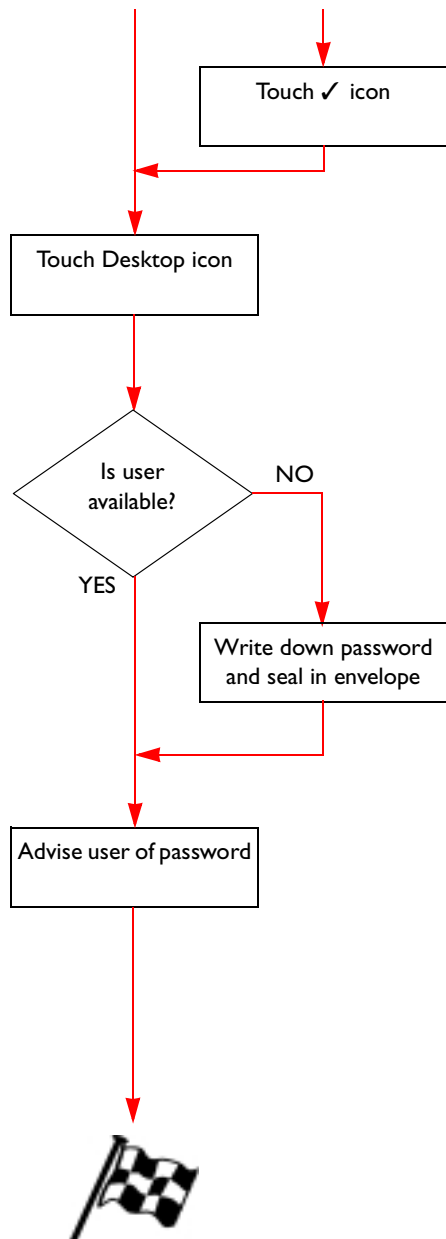 Touch ✓ icon
Touch Desktop icon
Is user
available?
NO
YES
Write down password
and seal in envelope
Advise user of password